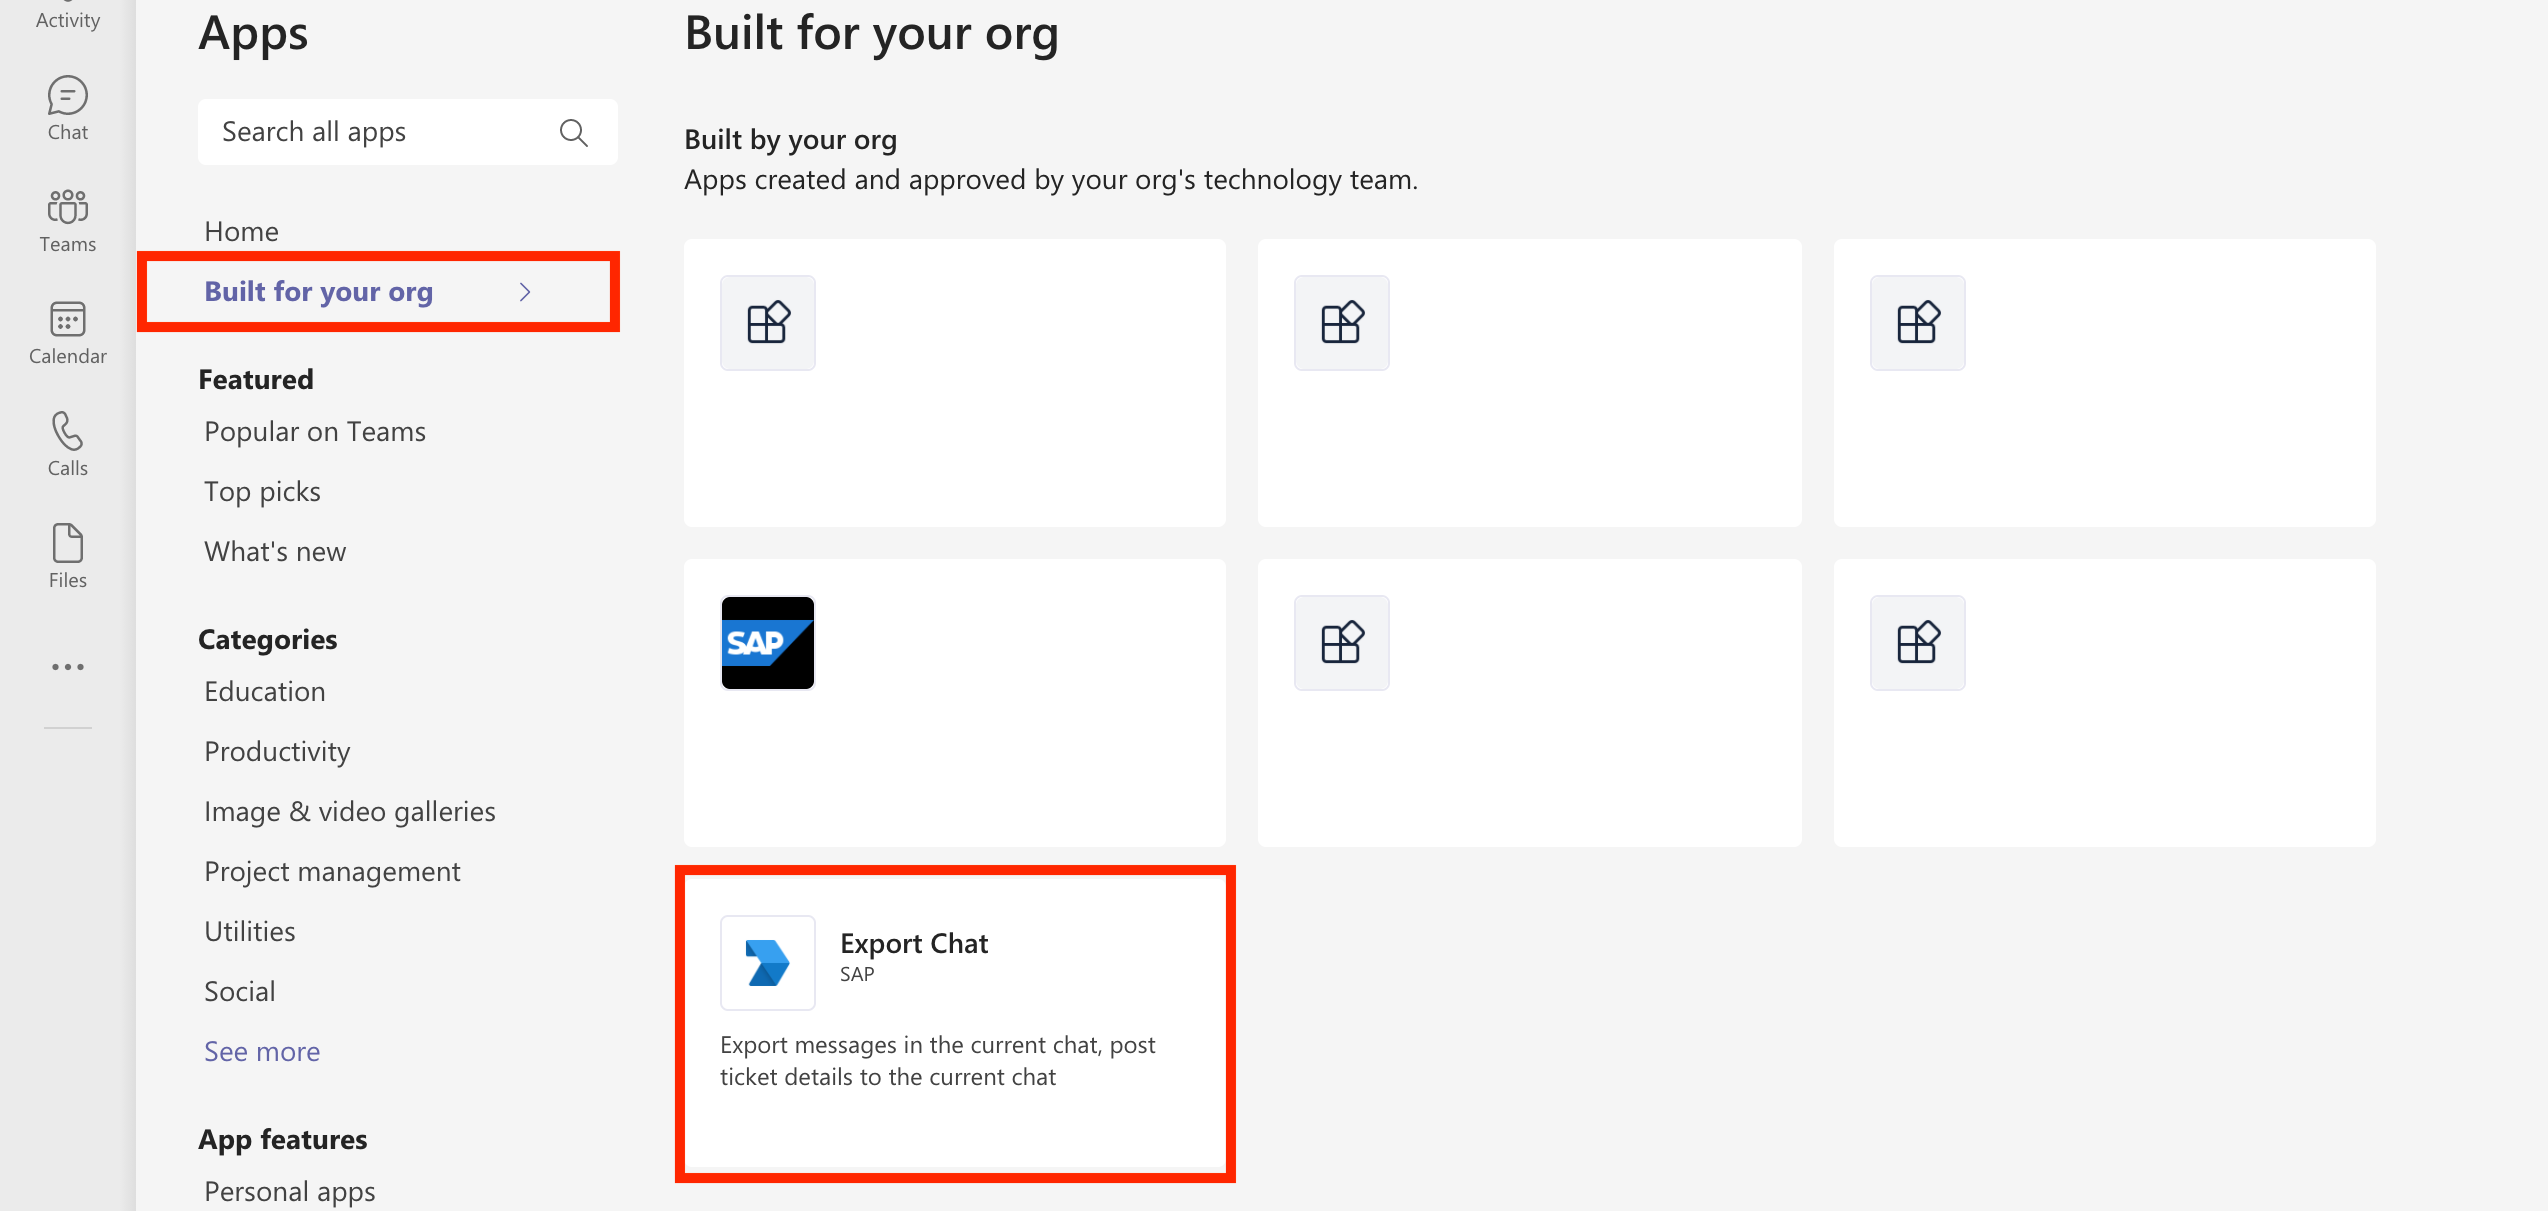 Activity
Chat
Teams
Calendar
Calls
Files
Apps
Search all apps
Home
Built for your org
Featured
Popular on Teams
Top picks
What's new
Categories
Education
Productivity
Image & video galleries
Project management
Utilities
Social
See more
App features
Personal apps
Built for your org
Built by your org
Apps created and approved by your org's technology team.
SAP
Export Chat
SAP
Export messages in the current chat, post
ticket details to the current chat